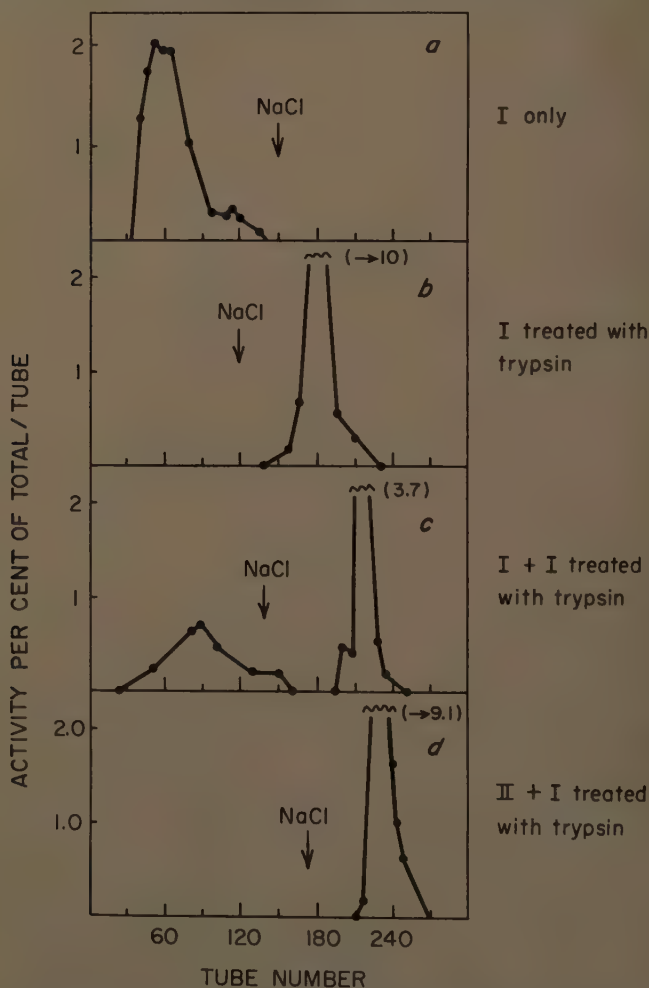 2
a
NaCl
I only
1
2
(→10)
b
NaCl
I treated with
trypsin
1
2
(3.7)
c
NaCl
I + I treated
with trypsin
1
2.0
(→9.1)
d
NaCl
II + I treated
with trypsin
1.0
60 120 180 240
TUBE NUMBER
ACTIVITY PER CENT OF TOTAL/TUBE